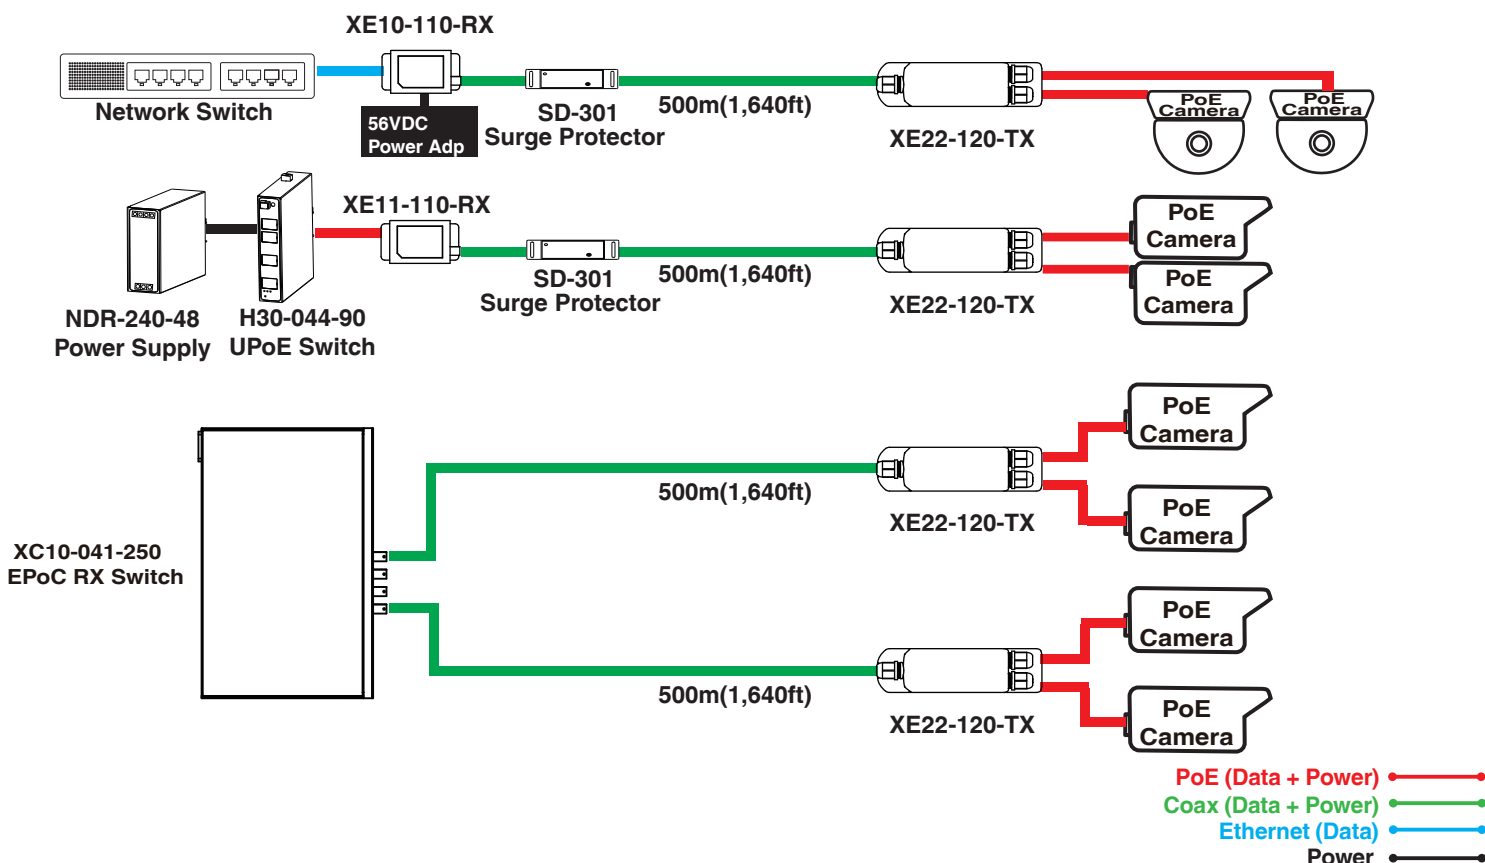 XE10-110-RX
Network Switch
56VDC
Power Adp
SD-301
Surge Protector
500m(1,640ft)
XE22-120-TX
PoE
Camera
PoE
Camera
XE11-110-RX
NDR-240-48
Power Supply
H30-044-90
UPoE Switch
SD-301
Surge Protector
500m(1,640ft)
XE22-120-TX
PoE
Camera
PoE
Camera
XC10-041-250
EPoC RX Switch
500m(1,640ft)
XE22-120-TX
PoE
Camera
PoE
Camera
500m(1,640ft)
XE22-120-TX
PoE
Camera
PoE
Camera
PoE (Data + Power)
Coax (Data + Power)
Ethernet (Data)
Power